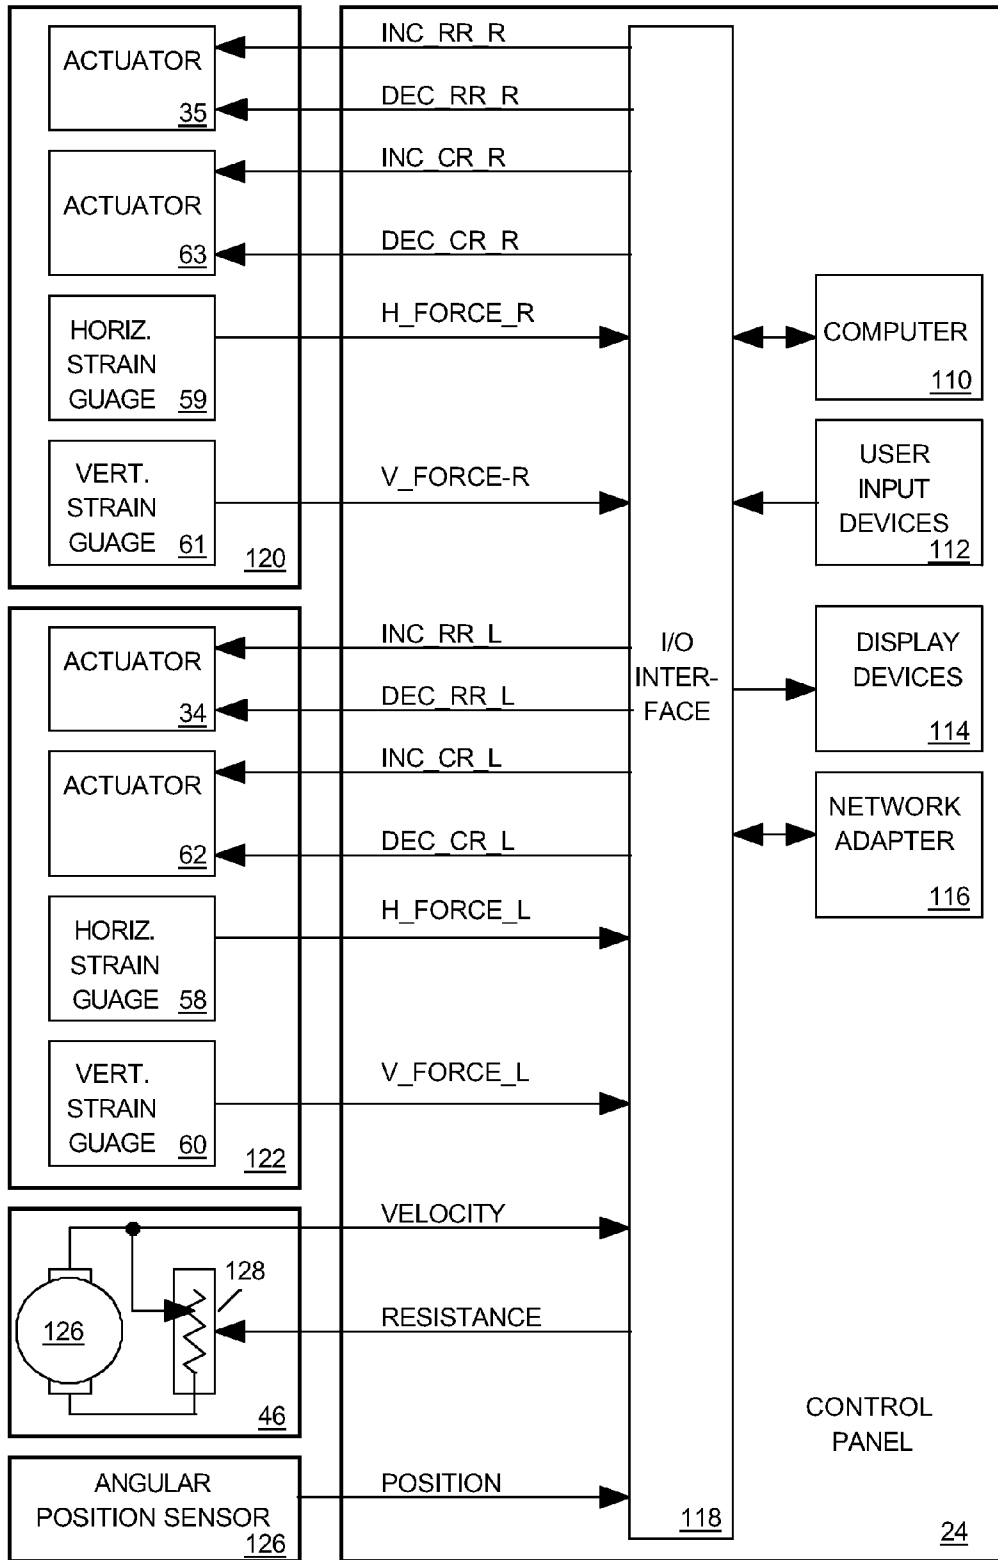 ACTUATOR
35
ACTUATOR
63
HORIZ.
STRAIN
GUAGE 59
VERT.
STRAIN
GUAGE 61
120
INC_RR_R
DEC_RR_R
INC_CR_R
DEC_CR_R
H_FORCE_R
V_FORCE-R
ACTUATOR
34
ACTUATOR
62
HORIZ.
STRAIN
GUAGE 58
VERT.
STRAIN
GUAGE 60
122
INC_RR_L
DEC_RR_L
INC_CR_L
DEC_CR_L
H_FORCE_L
V_FORCE_L
126
128
46
VELOCITY
RESISTANCE
ANGULAR
POSITION SENSOR
126
POSITION
I/O
INTER-
FACE
118
COMPUTER
110
USER
INPUT
DEVICES
112
DISPLAY
DEVICES
114
NETWORK
ADAPTER
116
CONTROL
PANEL
24